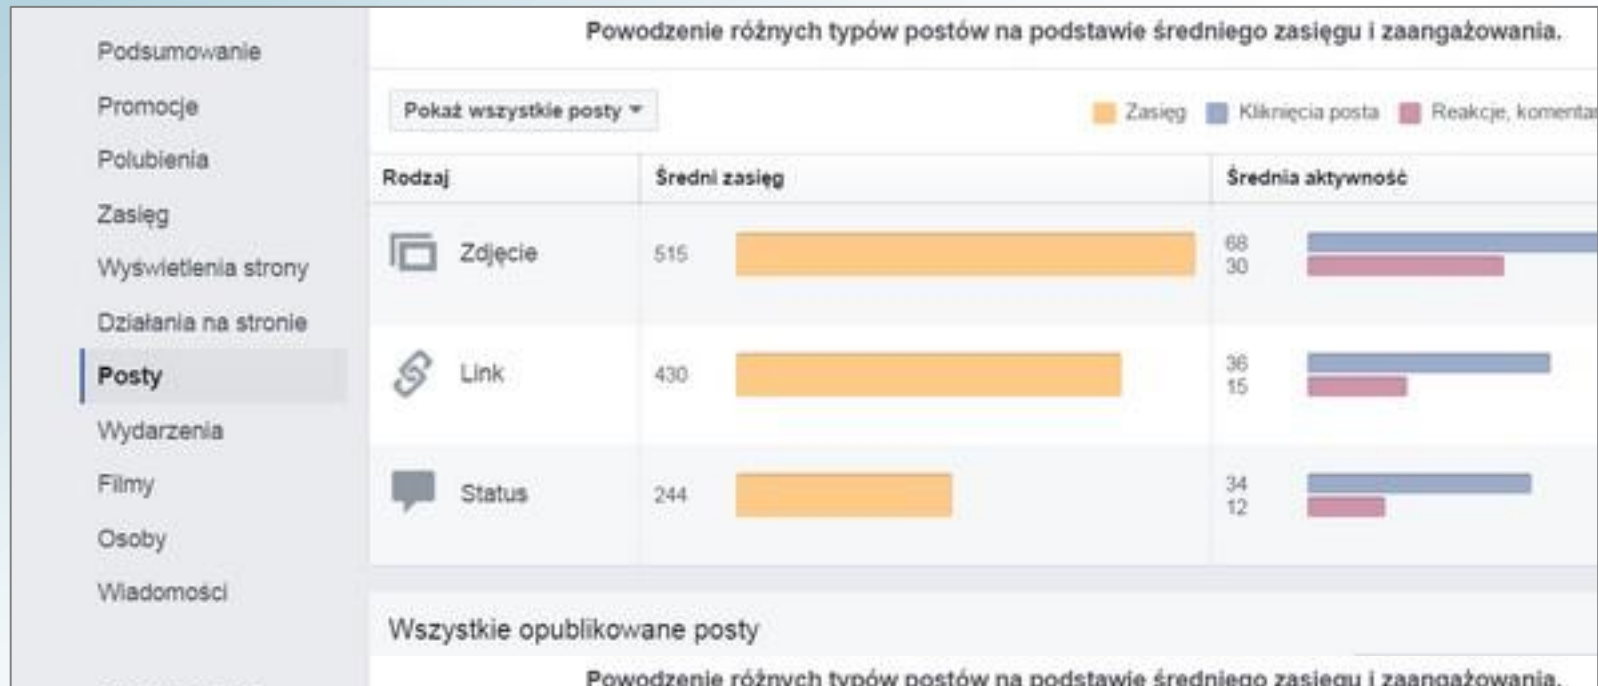 Podsumowanie
Promocje
Polubienia
Zasięg
Wyświetlenia strony
Działania na stronie
Posty
Wydarzenia
Filmy
Osoby
Wiadomości
Powodzenie różnych typów postów na podstawie średniego zasięgu i zaangażowania.
Pokaż wszystkie posty
Zasięg Kliknięcia posta Reakcje,
Rodzaj Średni zasięg Średnia aktywność
Zdjęcie 515 68
30
Link 430 36
15
Status 244 34
12
Wszystkie opublikowane posty
Powodzenie różnych typów postów na podstawie średniego zasięgu i zaangażowania.